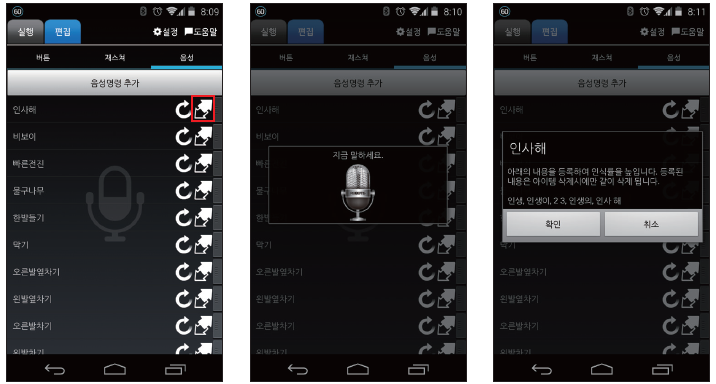 60
8:09
실행
편집
설정
도움말
버튼
제스쳐
음성
음성명령 추가
인사해
비보이
빠른전진
물구나무
한발들기
막기
오른발옆차기
왼발옆차기
오른발차기
왼발차기
60
8:10
실행
편집
설정
도움말
버튼
제스쳐
음성
음성명령 추가
인사해
비보이
지금 말하세요.
막기
오른발옆차기
왼발옆차기
오른발차기
왼발차기
60
8:11
실행
편집
설정
도움말
버튼
제스쳐
음성
음성명령 추가
인사해
인사해
아래의 내용을 등록하여 인식률을 높입니다. 등록된
내용은 아이템 삭제시에만 같이 삭제 됩니다.
인생, 인생이, 2 3, 인생의, 인사 해
확인
취소
막기
오른발옆차기
왼발옆차기
오른발차기
왼발차기